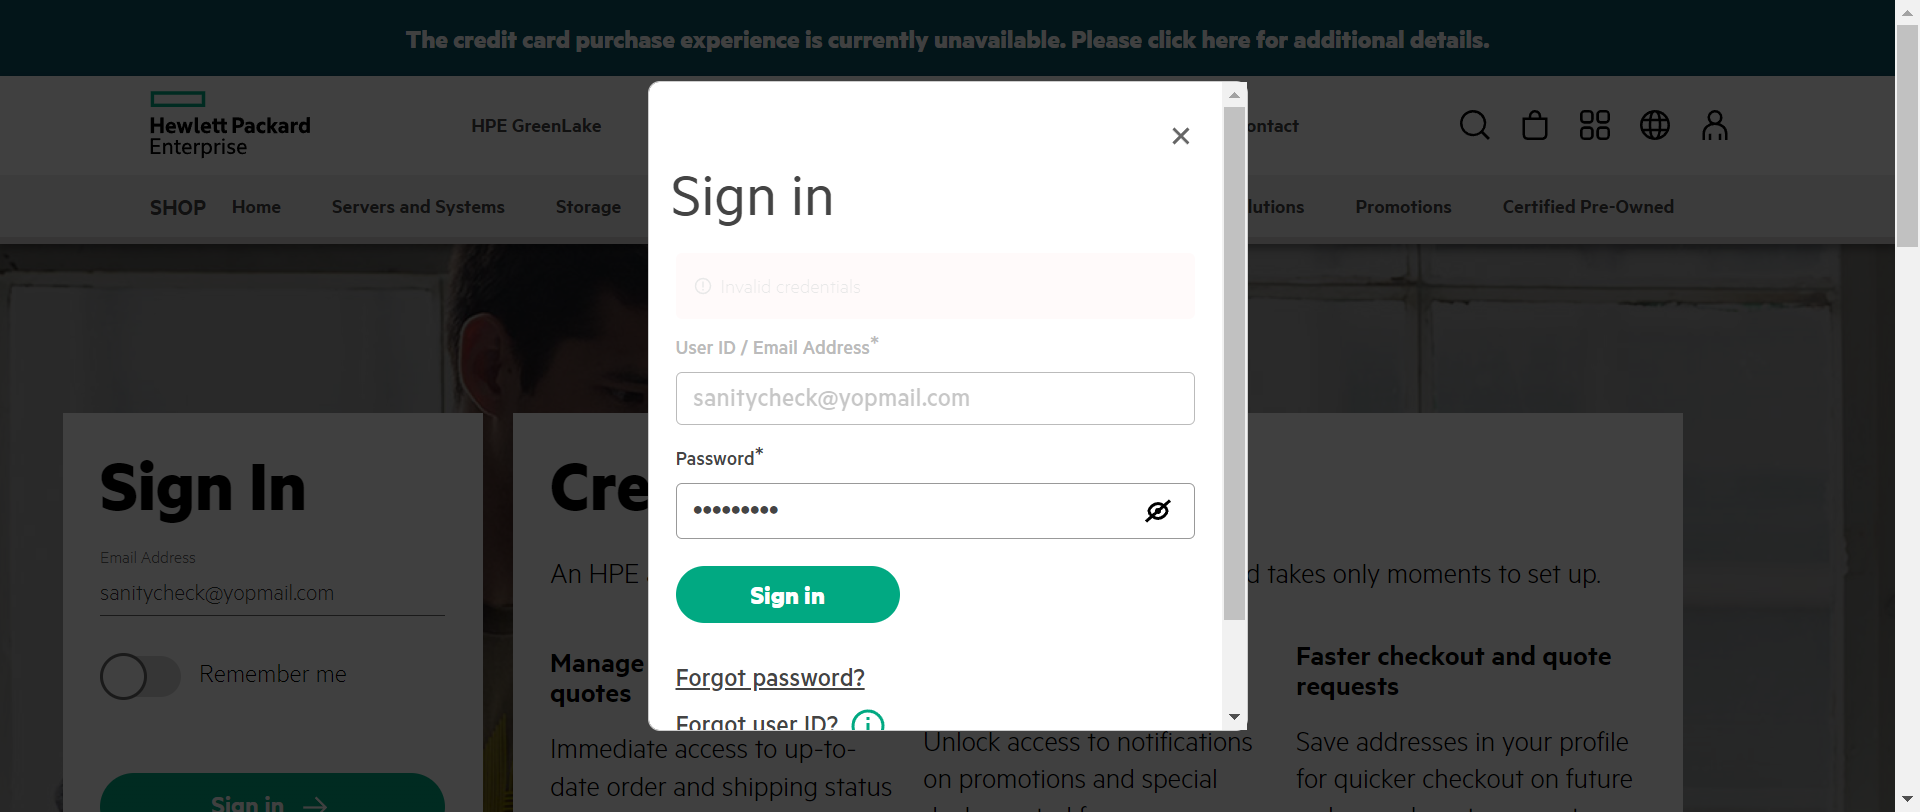 The credit card purchase experience is currently unavailable. Please click here for additional details.
Hewlett Packard
Enterprise
HPE GreenLake
SHOP Home Servers and Systems Storage
Promotions Certified Pre-Owned
Sign in
Invalid credentials
User ID / Email Address*
sanitycheck@yopmail.com
Password*
•••••••••
Sign in
Forgot password?
Forgot user ID?
Sign In
Email Address
sanitycheck@yopmail.com
Remember me
Sign in
An HPE
takes only moments to set up.
Manage
quotes
Immediate access to up-to-
date order and shipping status
Unlock access to notifications
on promotions and special
Faster checkout and quote
requests
Save addresses in your profile
for quicker checkout on future